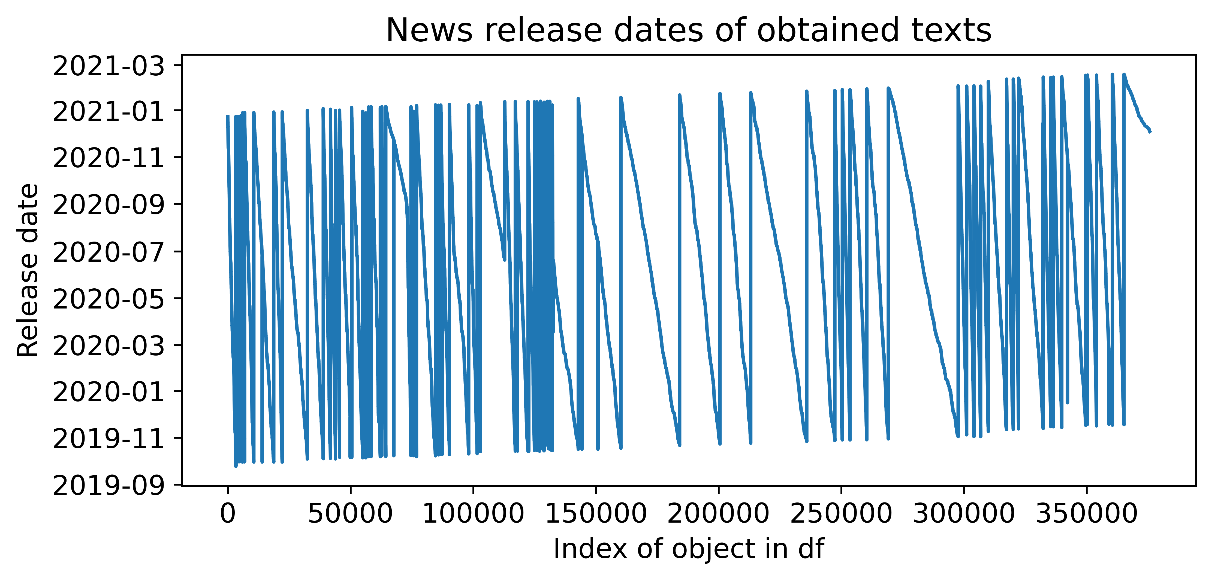 News release dates of obtained texts
Release date
2021-03
2021-01
2020-11
2020-09
2020-07
2020-05
2020-03
2020-01
2019-11
2019-09
0 50000 100000 150000 200000 250000 300000 350000
Index of object in df